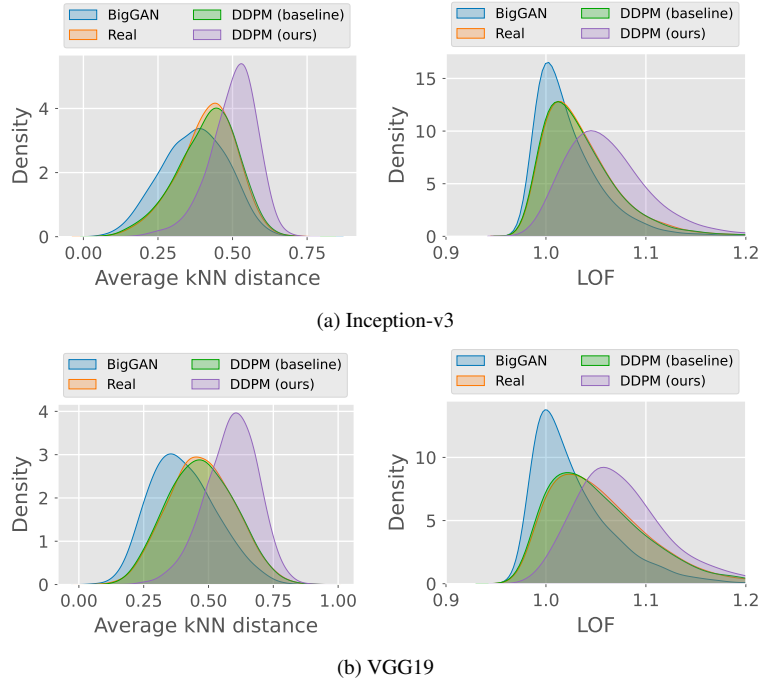 BigGAN DDPM (baseline)
Real DDPM (ours)
Density
4
2
0
0.00 0.25 0.50 0.75
Average kNN distance
BigGAN DDPM (baseline)
Real DDPM (ours)
Density
15
10
5
0
0.9 1.0 1.1 1.2
LOF
(a) Inception-v3
BigGAN DDPM (baseline)
Real DDPM (ours)
Density
4
3
2
1
0
0.00 0.25 0.50 0.75 1.00
Average kNN distance
BigGAN DDPM (baseline)
Real DDPM (ours)
Density
10
5
0
0.9 1.0 1.1 1.2
LOF
(b) VGG19